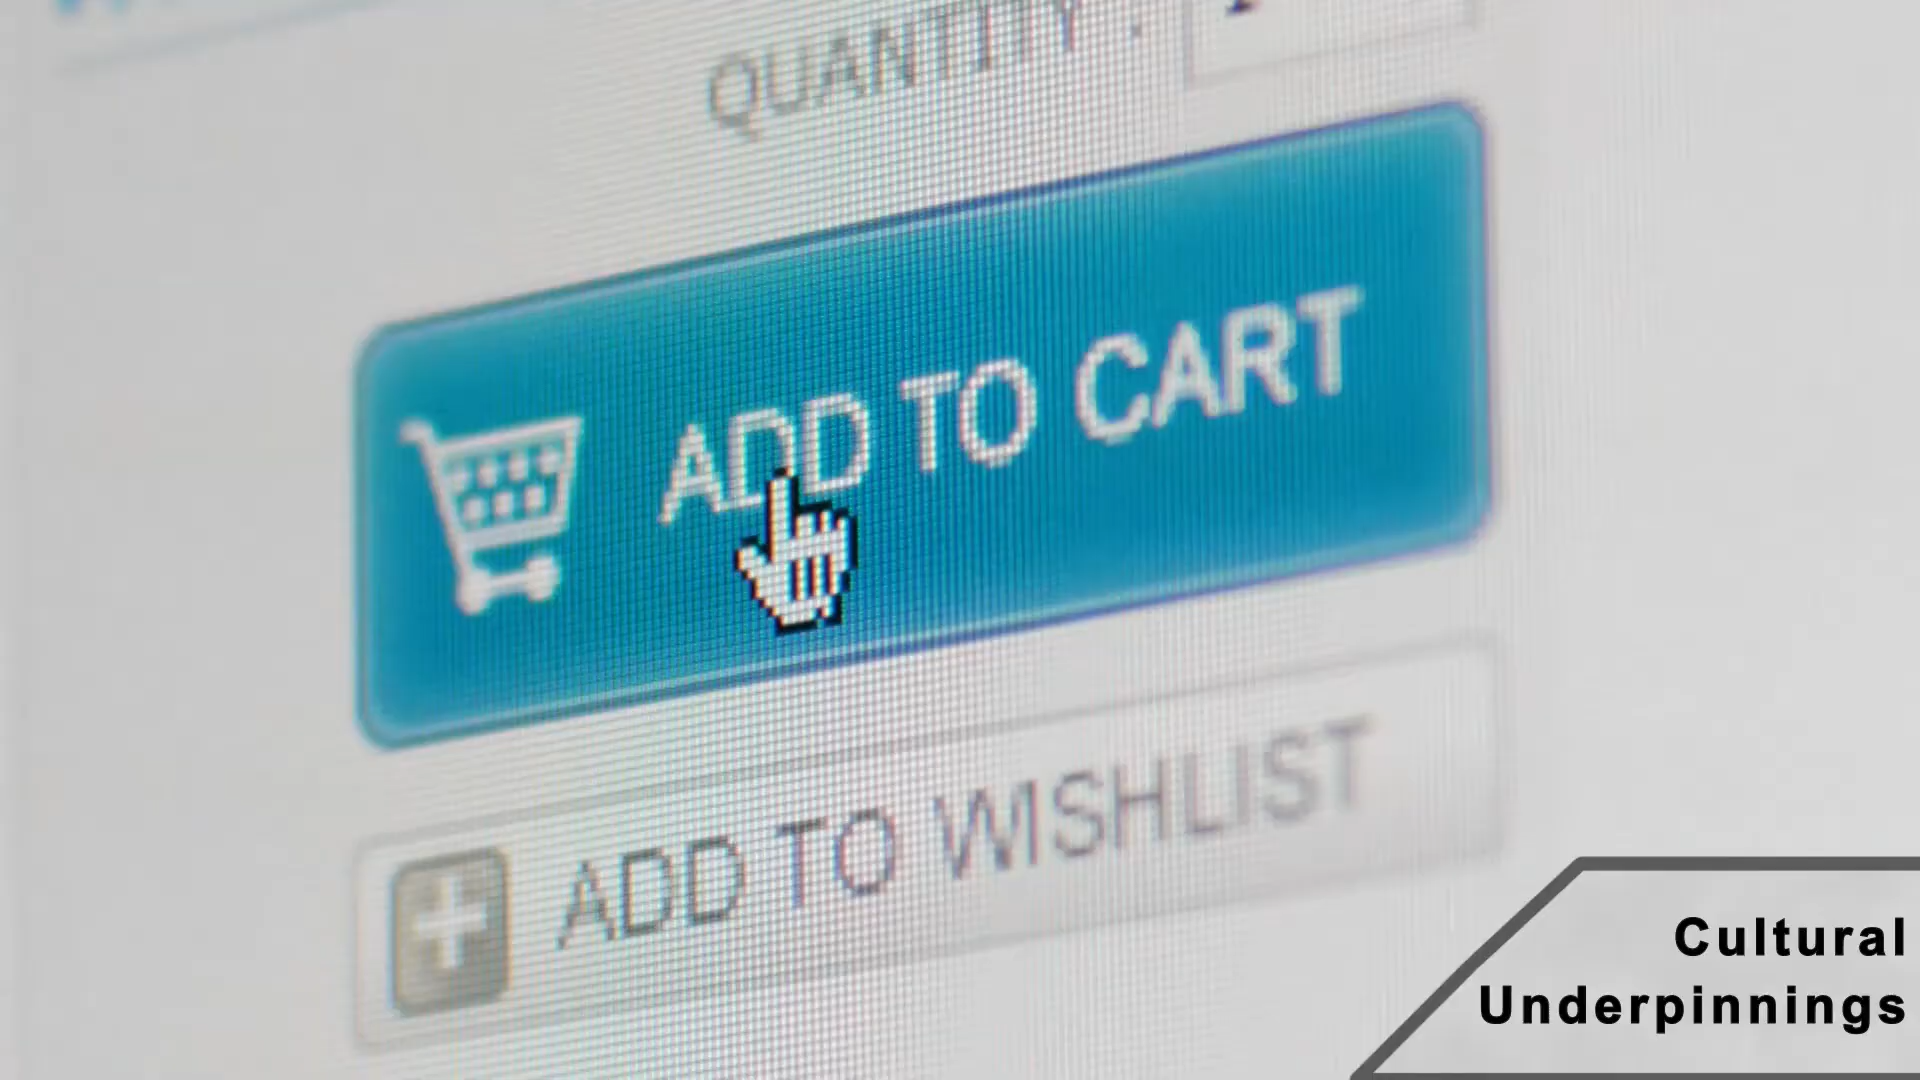 QUANTITY :
ADD TO CART
ADD TO WISHLIST
Cultural
Underpinnings